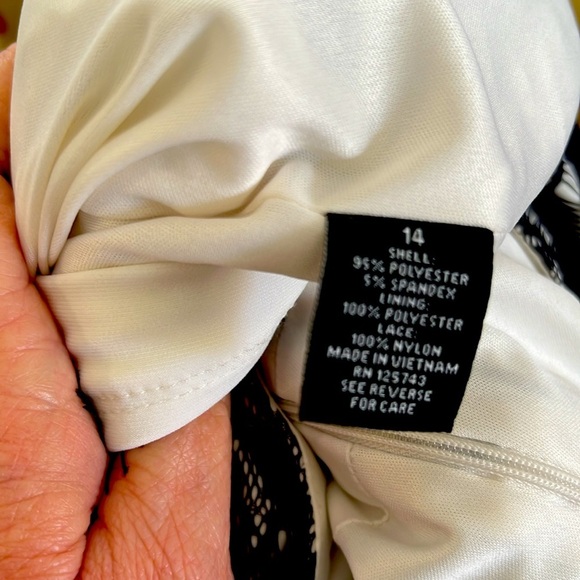 14
SHELL:
95% POLYESTER
5% SPANDEX
LINING:
100% POLYESTER
LACE:
100% NYLON
MADE IN VIETNAM
RN 125743
SEE REVERSE
FOR CARE